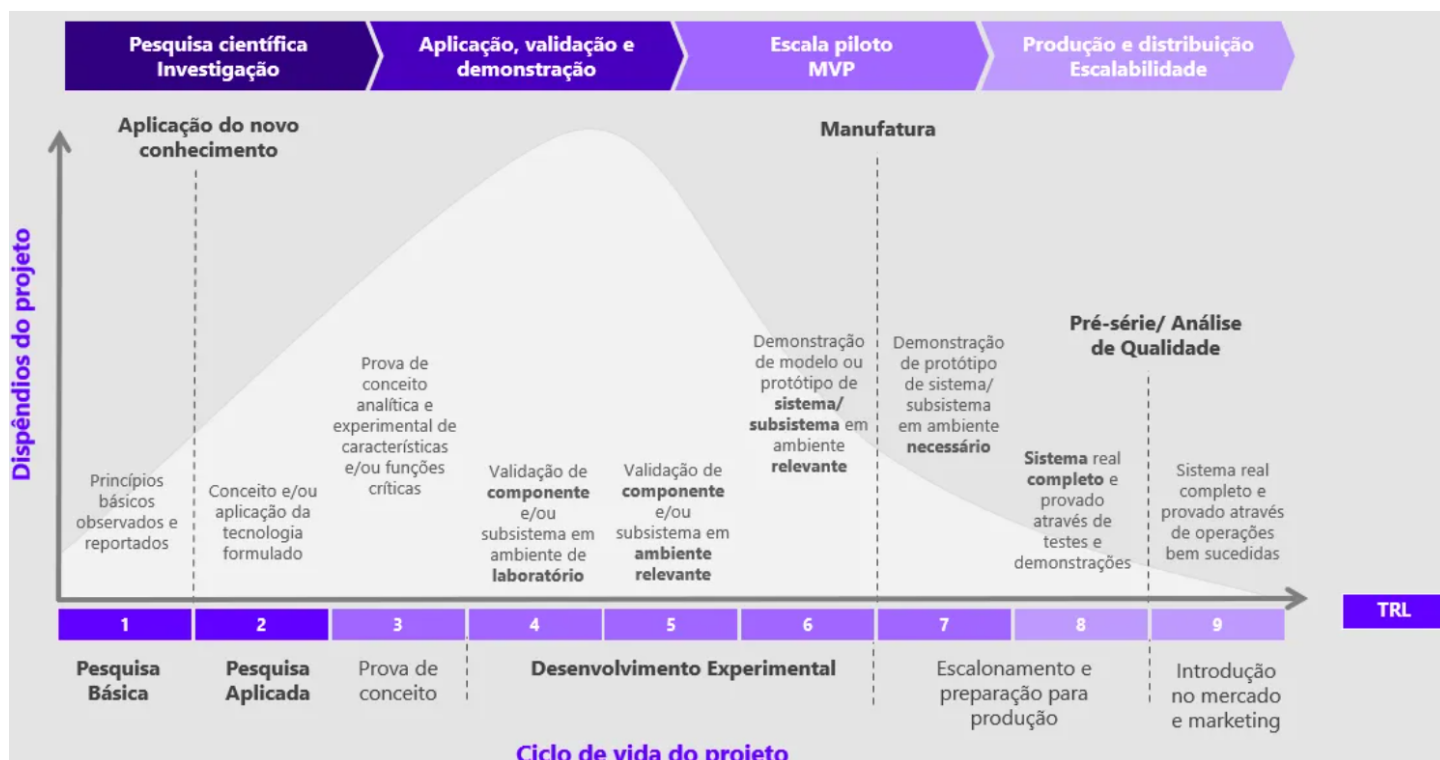 Pesquisa científica
Investigação
Aplicação, validação e
demonstração
Escala piloto
MVP
Produção e distribuição
Escalabilidade
Aplicação do novo
conhecimento
Manufatura
Pré-série/ Análise
de Qualidade
Dispêndios do projeto
Princípios
básicos
observados e
reportados
Conceito e/ou
aplicação da
tecnologia
formulado
Prova de
conceito
analítica e
experimental de
características
e/ou funções
críticas
Validação de
componente
e/ou
subsistema em
ambiente de
laboratório
Validação de
componente
e/ou
subsistema em
ambiente
relevante
Demonstração
de modelo ou
protótipo de
sistema/
subsistema em
ambiente
relevante
Demonstração
de protótipo
de sistema/
subsistema
em ambiente
necessário
Sistema real
completo e
provado
através de
testes e
demonstrações
Sistema real
completo e
provado através
de operações
bem sucedidas
1
2
3
4
5
6
7
8
9
TRL
Pesquisa
Básica
Pesquisa
Aplicada
Prova de
conceito
Desenvolvimento Experimental
Escalonamento e
preparação para
produção
Introdução
no mercado
e marketing
Ciclo de vida do projeto